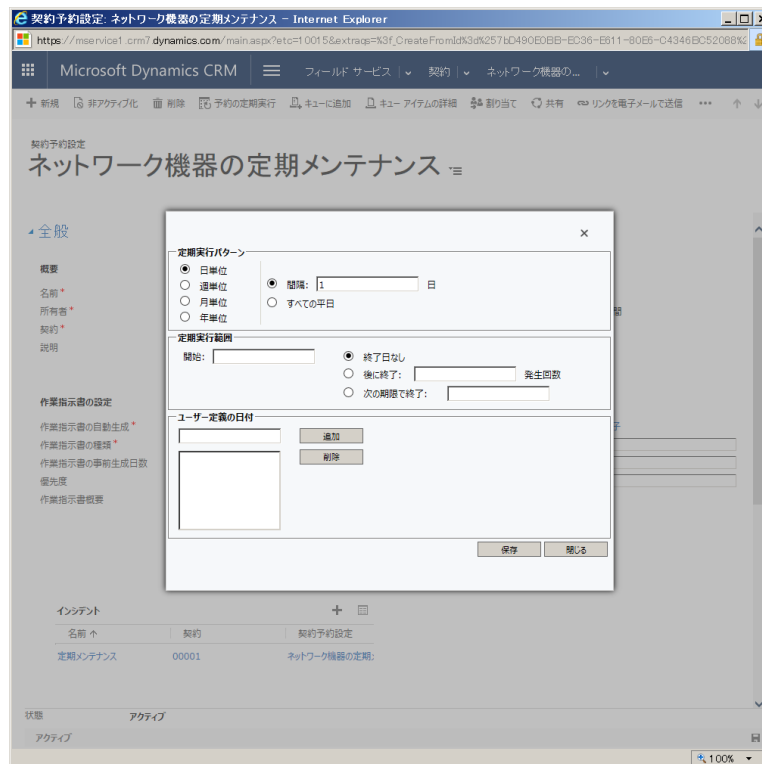 契約予約設定: ネットワーク機器の定期メンテナンス – Internet Explorer
https://mservice1.crm7.dynamics.com/main.aspx?etc=10015&extraqs=%3f_CreateFromId%3d%257bD490E0BB-EC36-E611-80E6-C4346BC52088%2
Microsoft Dynamics CRM フィールド サービス 契約 ネットワーク機器の...
新規 非アクティブ化 削除 予約の定期実行 キューに追加 キュー アイテムの詳細 割り当て 共有 リンクを電子メールで送信 •••
契約予約設定
ネットワーク機器の定期メンテナンス
全般
概要
名前*
所有者*
契約*
説明
作業指示書の設定
作業指示書の自動生成*
作業指示書の種類*
作業指示書の事前生成日数
優先度
作業指示書概要
定期実行パターン
日単位
週単位
月単位
年単位
間隔: 1 日
すべての平日
定期実行範囲
開始:
終了日なし
後に終了: 発生回数
次の期限で終了:
ユーザー定義の日付
追加
削除
保存 閉じる
インシデント
名前 契約 契約予約設定
定期メンテナンス 00001 ネットワーク機器の定期:
状態 アクティブ
アクティブ
100%